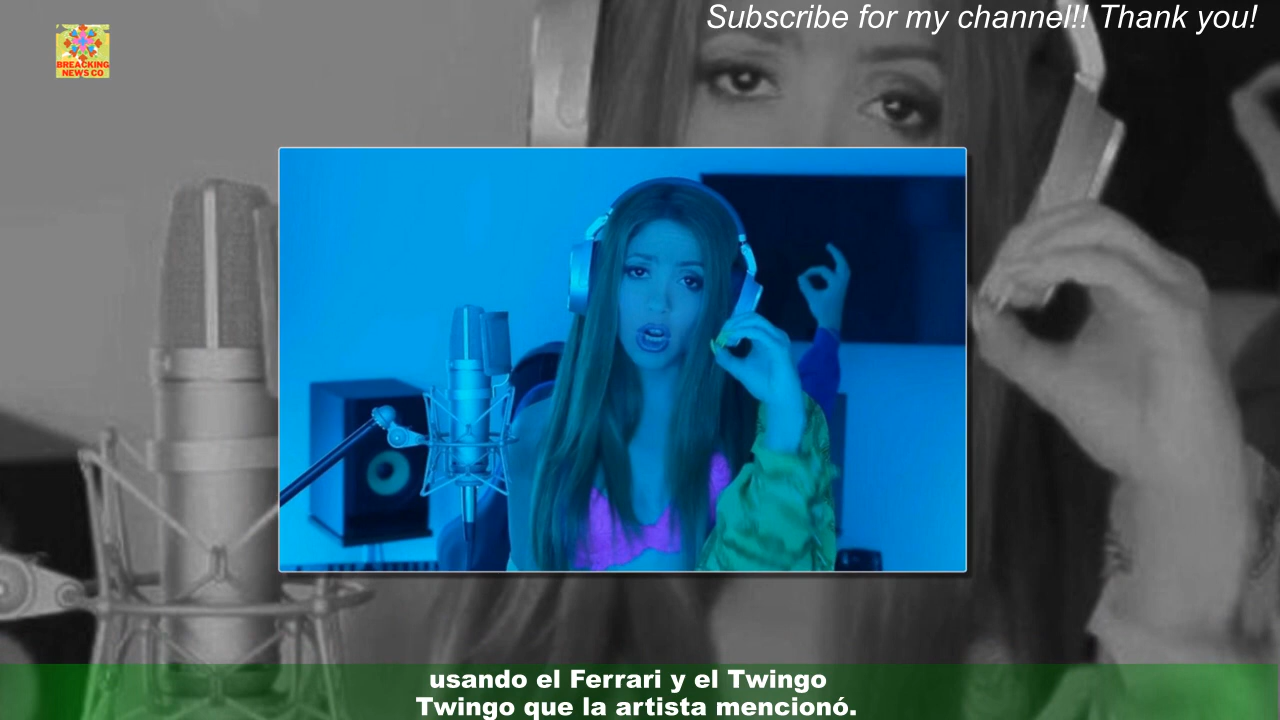 Subscribe for my channel!! Thank you!
BREACKING
NEWS CO
usando el Ferrari y el Twingo
Twingo que la artista mencionó.